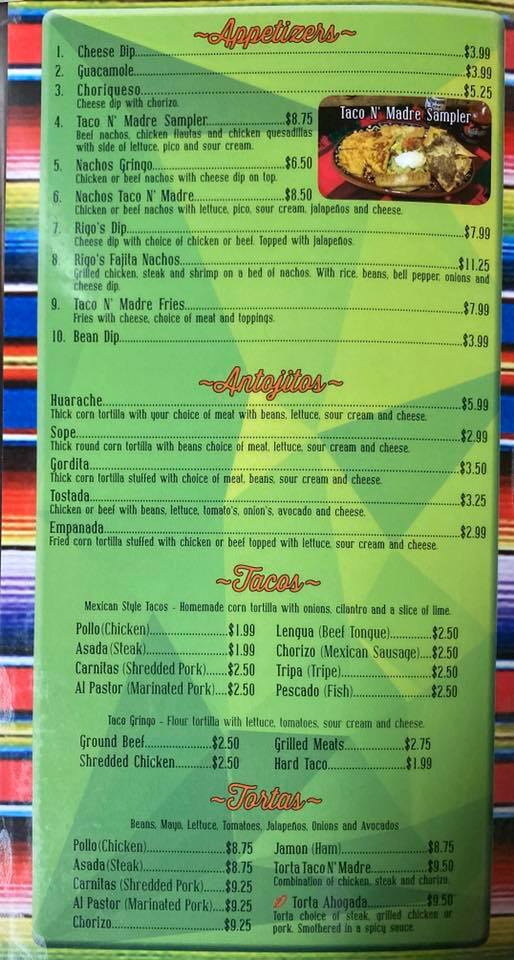 ~Appetizers~
1. Cheese Dip $3.99
2. Guacamole $3.99
3. Choriqueso $5.25
Cheese dip with chorizo.
4. Taco N' Madre Sampler $8.75
Beef nachos, chicken flautas and chicken quesadillas
with side of lettuce, pico and sour cream.
Taco N' Madre Sampler
5. Nachos Gringo $6.50
Chicken or beef nachos with cheese dip on top.
6. Nachos Taco N' Madre $8.50
Chicken or beef nachos with lettuce, pico, sour cream, jalapeños and cheese.
7. Rigo's Dip $7.99
Cheese dip with choice of chicken or beef. Topped with jalapeños.
8. Rigo's Fajita Nachos $11.25
Grilled chicken, steak and shrimp on a bed of nachos. With rice, beans, bell pepper, onions and
cheese dip.
9. Taco N' Madre Fries $7.99
Fries with cheese, choice of meat and toppings.
10. Bean Dip $3.99
~Antojitos~
Huarache $5.99
Thick corn tortilla with your choice of meat with beans, lettuce, sour cream and cheese.
Sope $2.99
Thick round corn tortilla with beans choice of meat, lettuce, sour cream and cheese.
Gordita $3.50
Thick corn tortilla stuffed with choice of meat, beans, sour cream and cheese.
Tostada $3.25
Chicken or beef with beans, lettuce, tomato's, onion's, avocado and cheese.
Empanada $2.99
Fried corn tortilla stuffed with chicken or beef topped with lettuce, sour cream and cheese.
~Tacos~
Mexican Style Tacos - Homemade corn tortilla with onions, cilantro and a slice of lime.
Pollo(Chicken) $1.99
Asada(Steak) $1.99
Carnitas (Shredded Pork) $2.50
Al Pastor (Marinated Pork) $2.50
Lengua (Beef Tongue) $2.50
Chorizo (Mexican Sausage) $2.50
Tripa (Tripe) $2.50
Pescado (Fish) $2.50
Taco Gringo - Flour tortilla with lettuce, tomatoes, sour cream and cheese.
Ground Beef $2.50
Shredded Chicken $2.50
Grilled Meats $2.75
Hard Taco $1.99
~Tortas~
Beans, Mayo, Lettuce, Tomatoes, Jalapeños, Onions and Avocados
Pollo(Chicken) $8.75
Asada(Steak) $8.75
Carnitas (Shredded Pork) $9.25
Al Pastor (Marinated Pork) $9.25
Chorizo $9.25
Jamon (Ham) $8.75
Torta Taco N' Madre $9.50
Combination of chicken, steak and chorizo.
Torta Ahogada $9.50
Torta choice of steak, grilled chicken or
pork. Smothered in a spicy sauce.